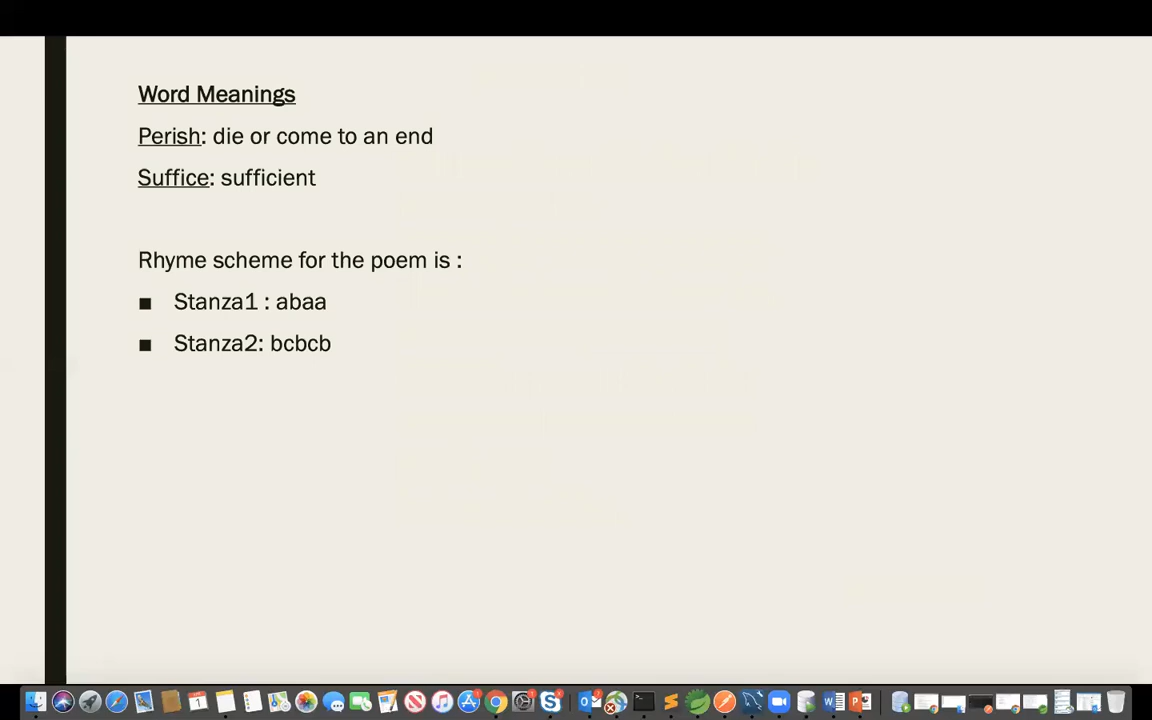 Word Meanings
Perish: die or come to an end
Suffice: sufficient
Rhyme scheme for the poem is :
■ Stanza1 : abaa
■ Stanza2: bcbcb